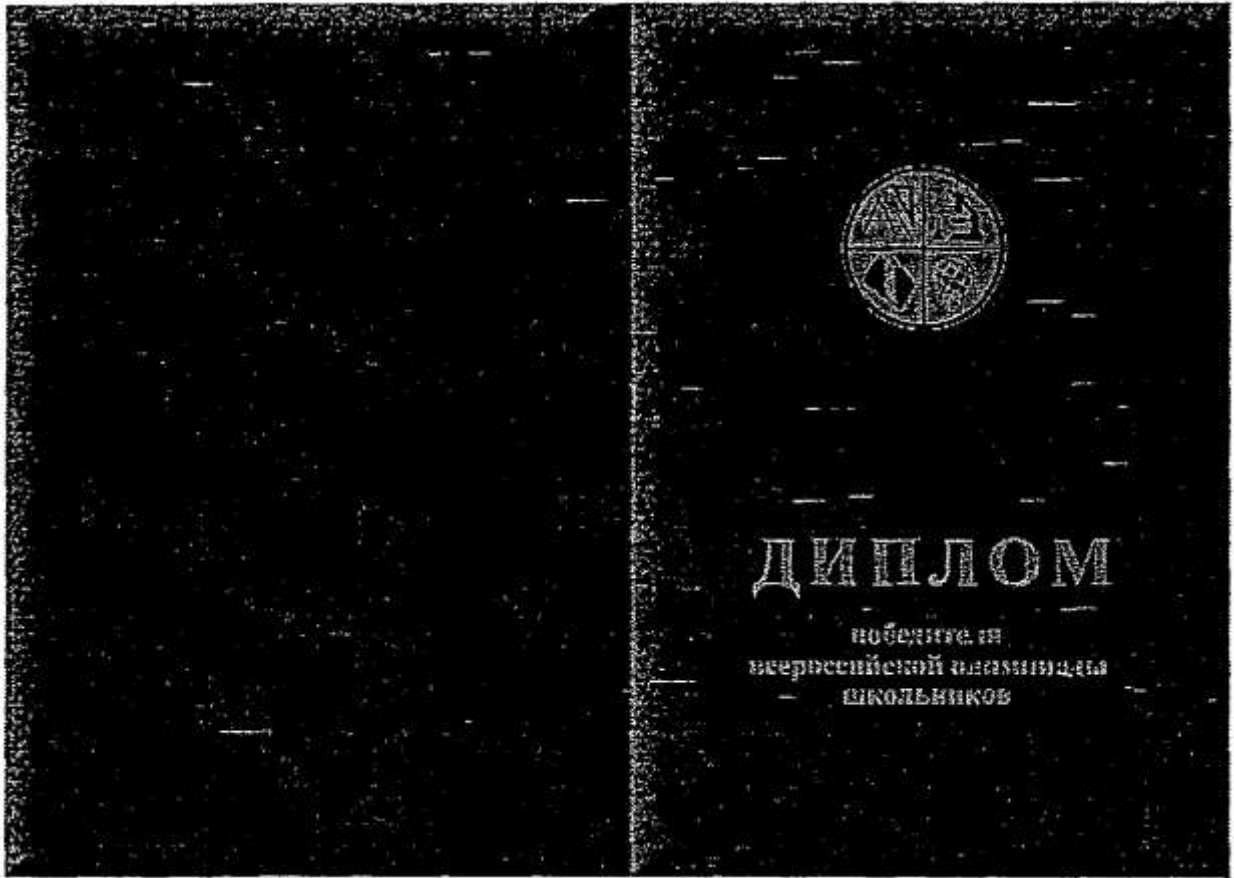 ДИПЛОМ
победителя
всероссийской олимпиады
школьников